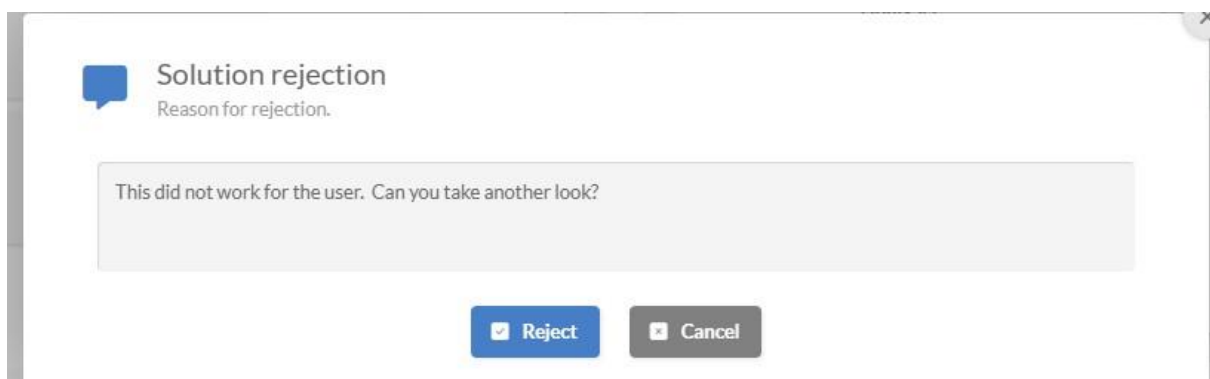 Solution rejection
Reason for rejection.
This did not work for the user. Can you take another look?
Reject
Cancel